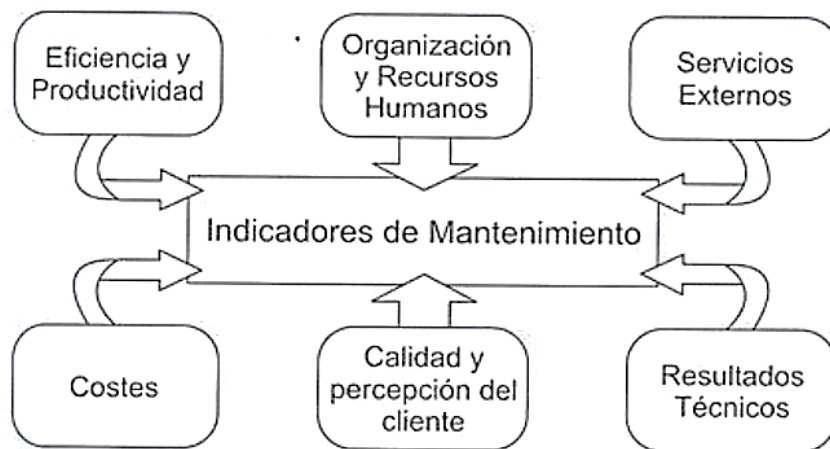 Eficiencia y
Productividad
Organización
y Recursos
Humanos
Servicios
Externos
Indicadores de Mantenimiento
Costes
Calidad y
percepción del
cliente
Resultados
Técnicos